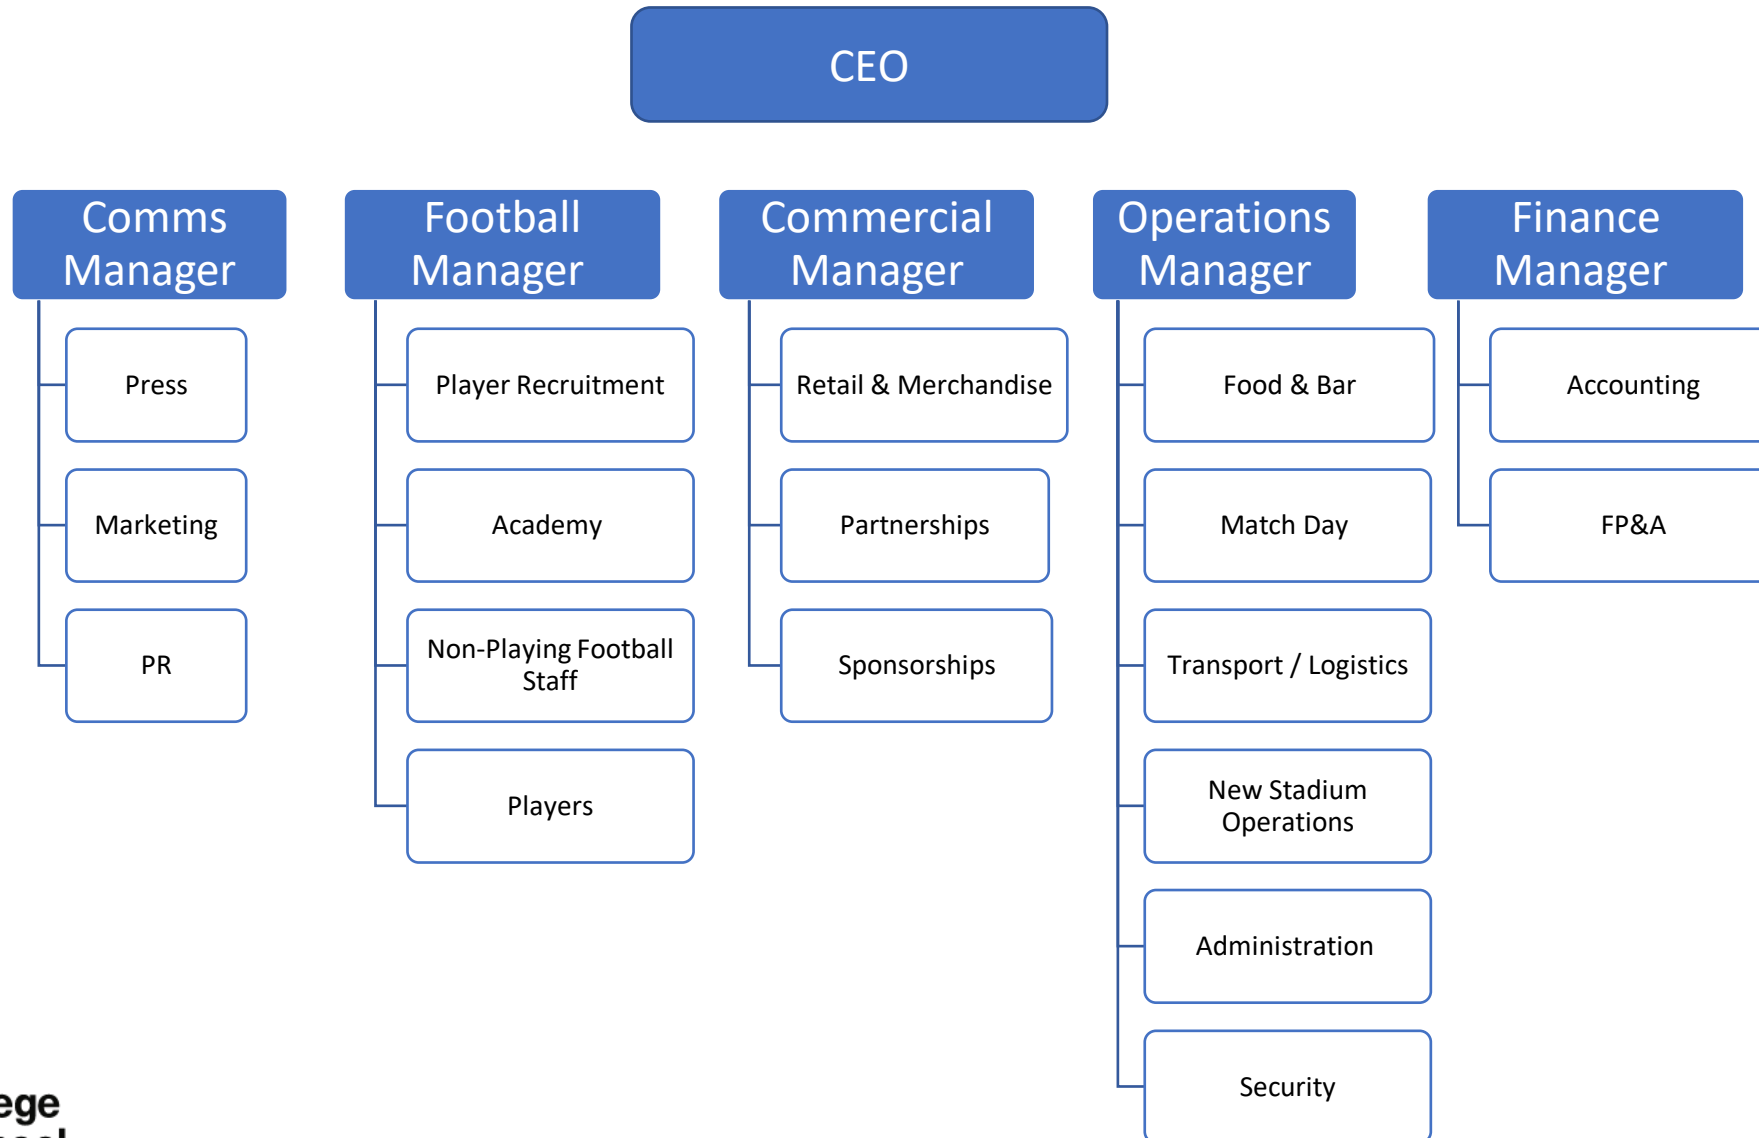 CEO
Comms
Manager
Football
Manager
Commercial
Manager
Operations
Manager
Finance
Manager
Press
Marketing
PR
Player Recruitment
Academy
Non-Playing Football
Staff
Players
Retail & Merchandise
Partnerships
Sponsorships
Food & Bar
Match Day
Transport / Logistics
New Stadium
Operations
Administration
Security
Accounting
FP&A
ege